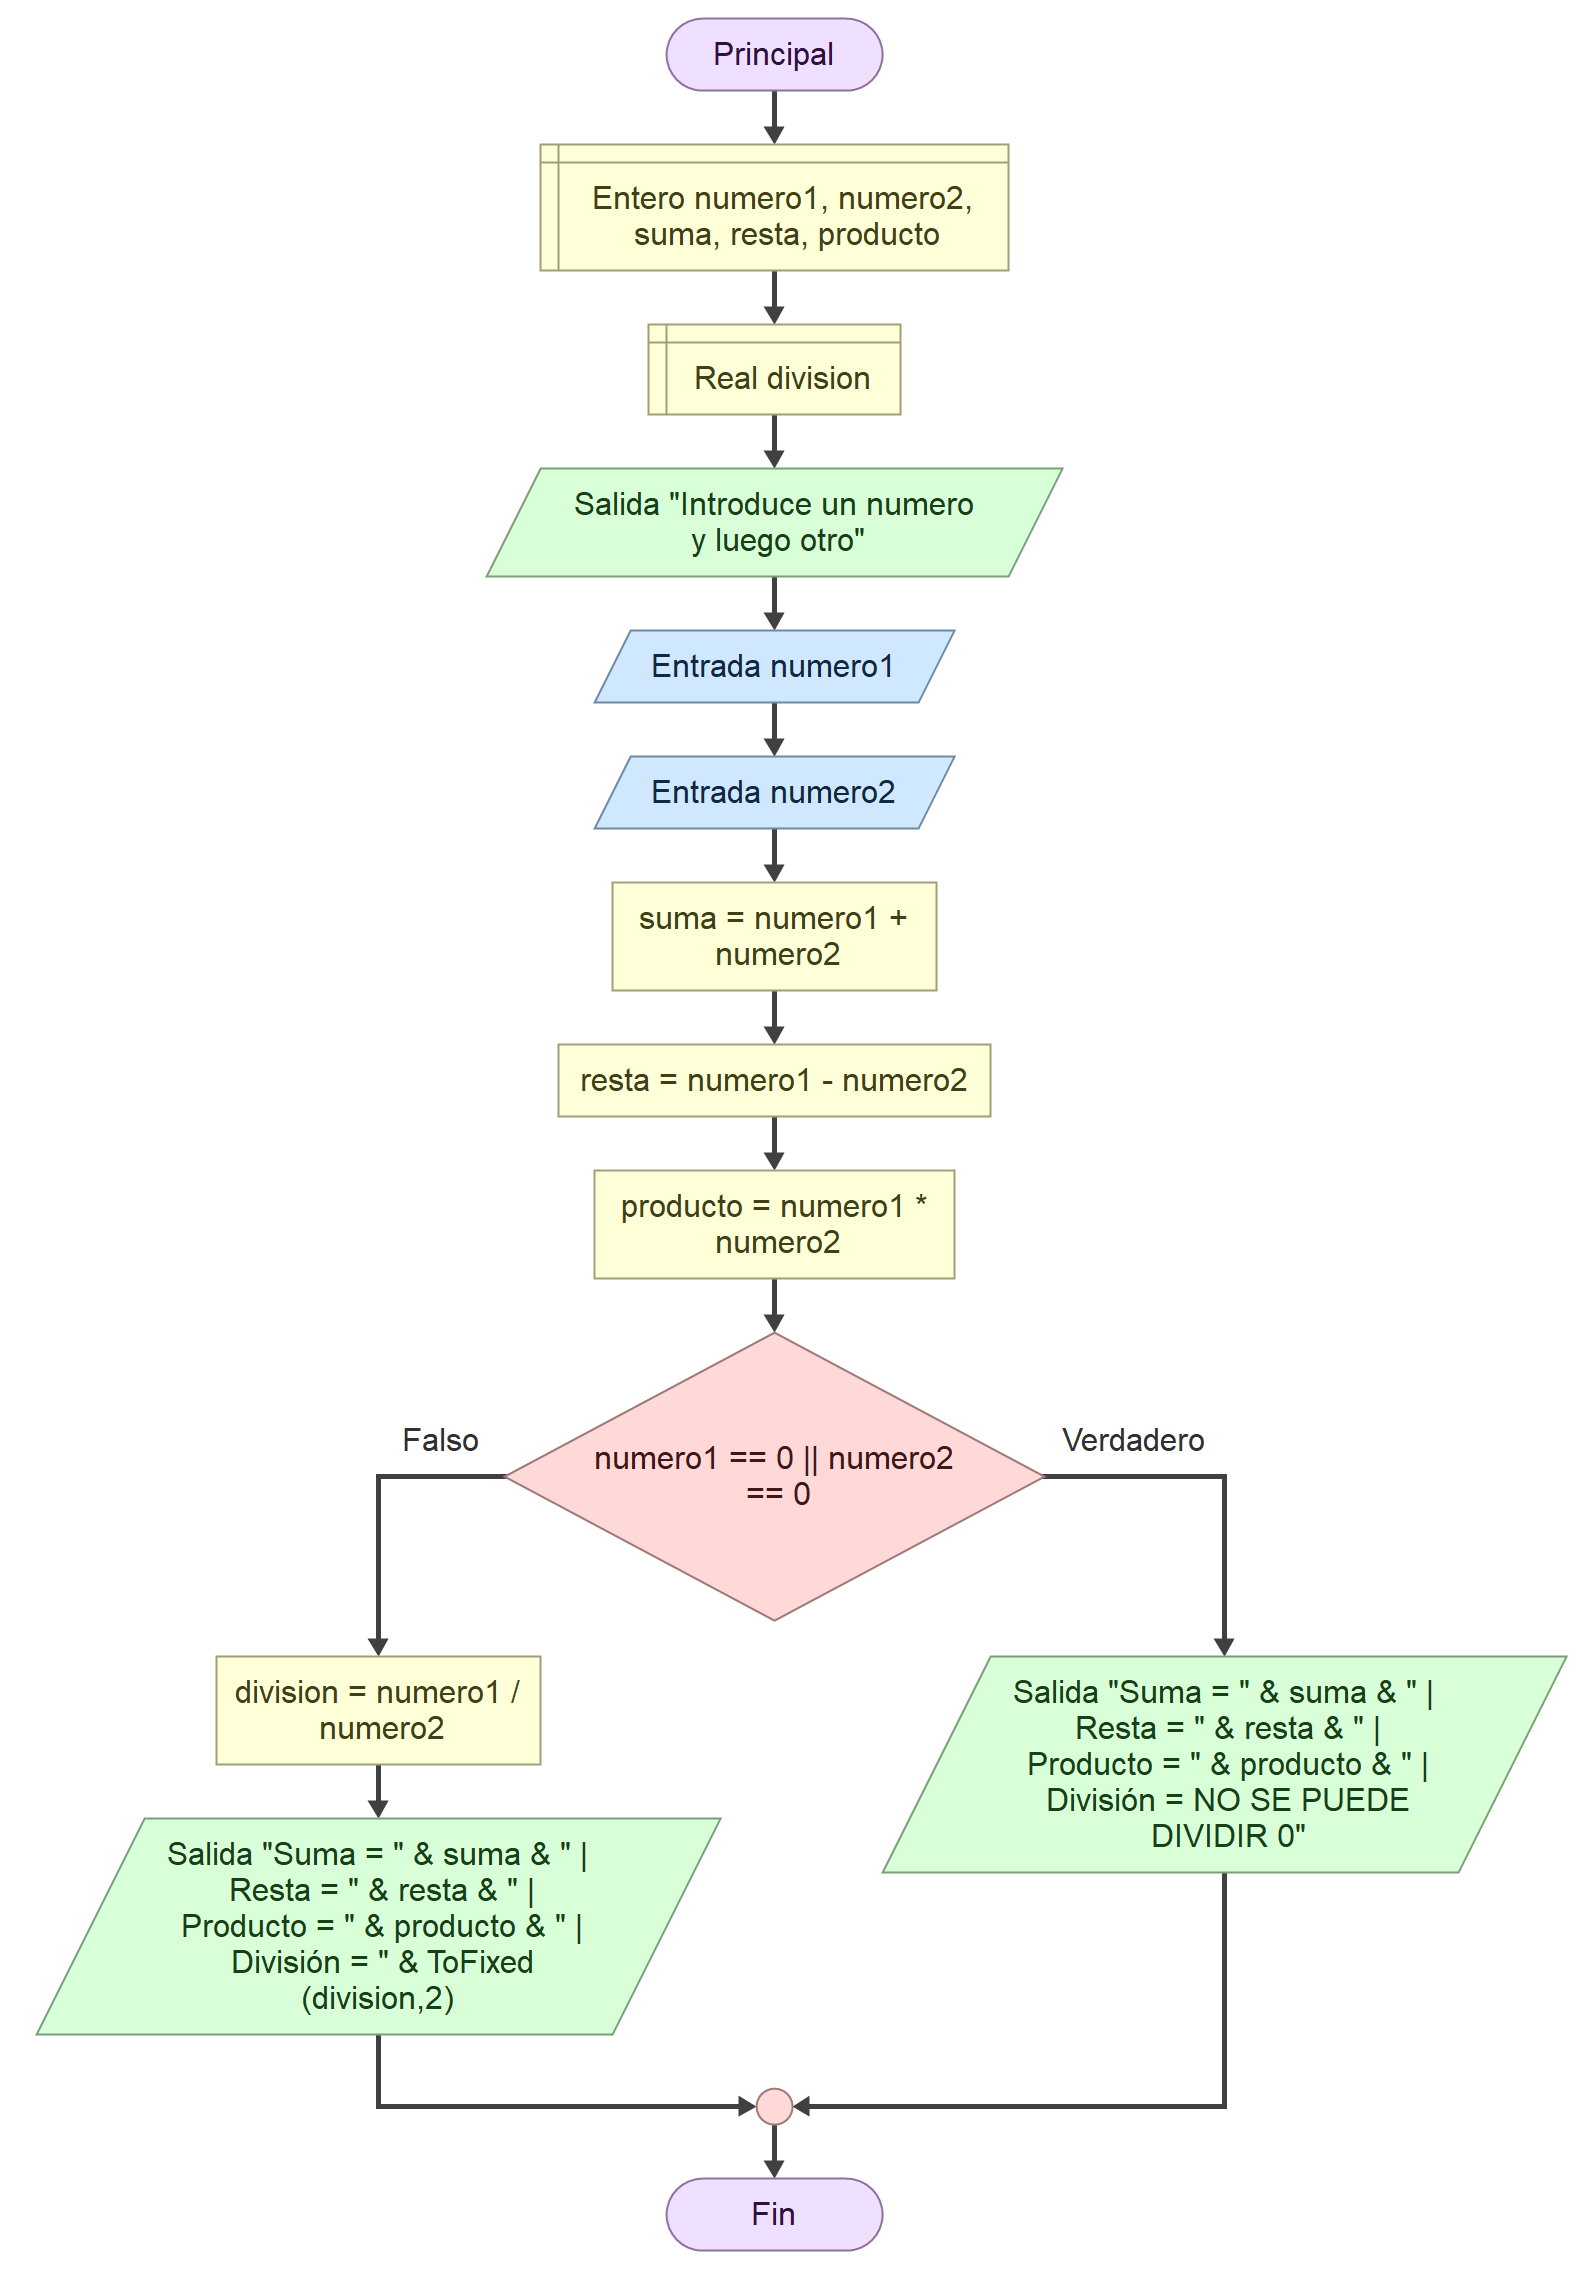 Principal
Entero numero1, numero2,
suma, resta, producto
Real division
Salida "Introduce un numero
y luego otro"
Entrada numero1
Entrada numero2
suma = numero1 +
numero2
resta = numero1 - numero2
producto = numero1 *
numero2
Falso
numero1 == 0 || numero2
== 0
Verdadero
division = numero1 /
numero2
Salida "Suma = " & suma & " |
Resta = " & resta & " |
Producto = " & producto & " |
División = " & ToFixed
(division,2)
Salida "Suma = " & suma & " |
Resta = " & resta & " |
Producto = " & producto & " |
División = NO SE PUEDE
DIVIDIR 0"
Fin